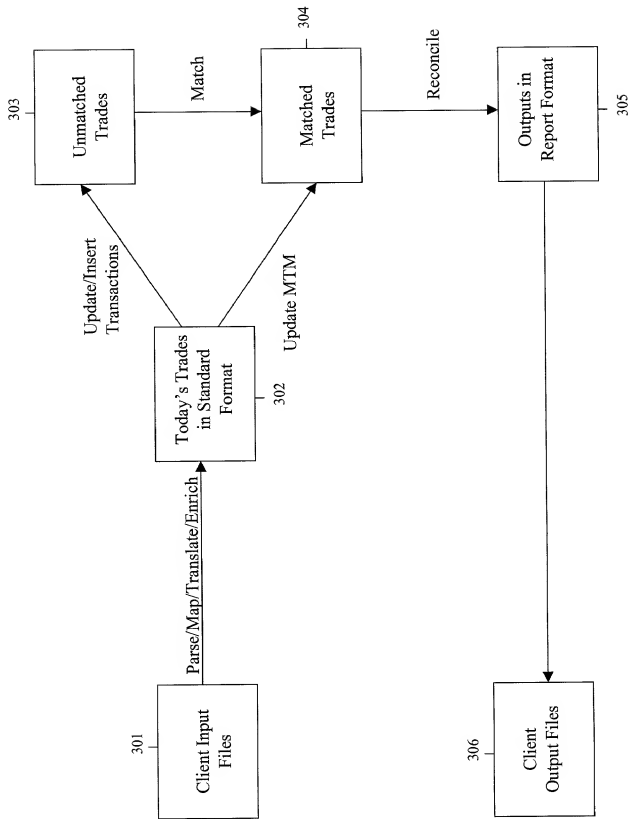 301
Client Input
Files
Parse/Map/Translate/Enrich
Today's Trades
in Standard
Format
302
Update/Insert
Transactions
Update MTM
303
Unmatched
Trades
Match
304
Matched
Trades
Reconcile
Outputs in
Report Format
305
306
Client
Output Files